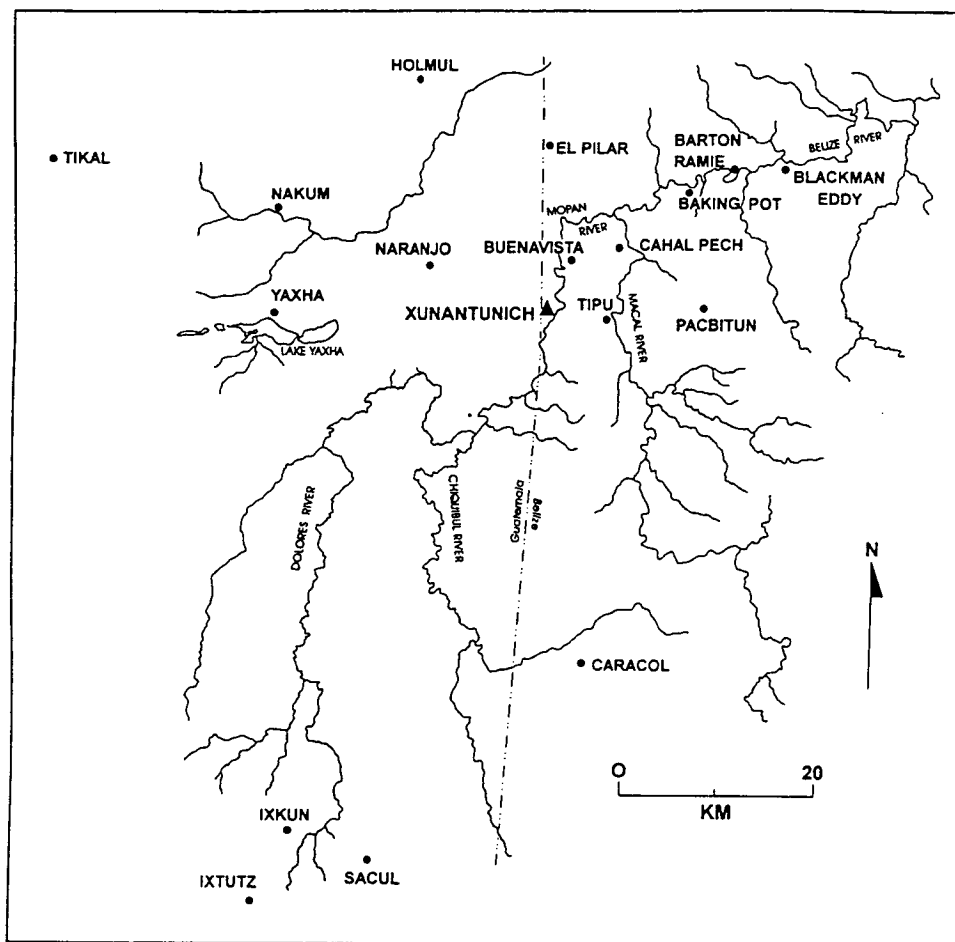 HOLMUL
TIKAL
EL PILAR
BARTON
RAMIE
BELIZE
RIVER
BLACKMAN
EDDY
NAKUM
BAKING POT
MOPAN
RIVER
NARANJO
BUENAVISTA
CAHAL PECH
YAXHA
XUNANTUNICH
TIPU
MACAL RIVER
PACBITUN
LAKE YAXHA
DOLORES RIVER
CHIQUIBUL RIVER
Guatemala
Belize
N
CARACOL
O 20
KM
IXKUN
IXTUTZ
SACUL